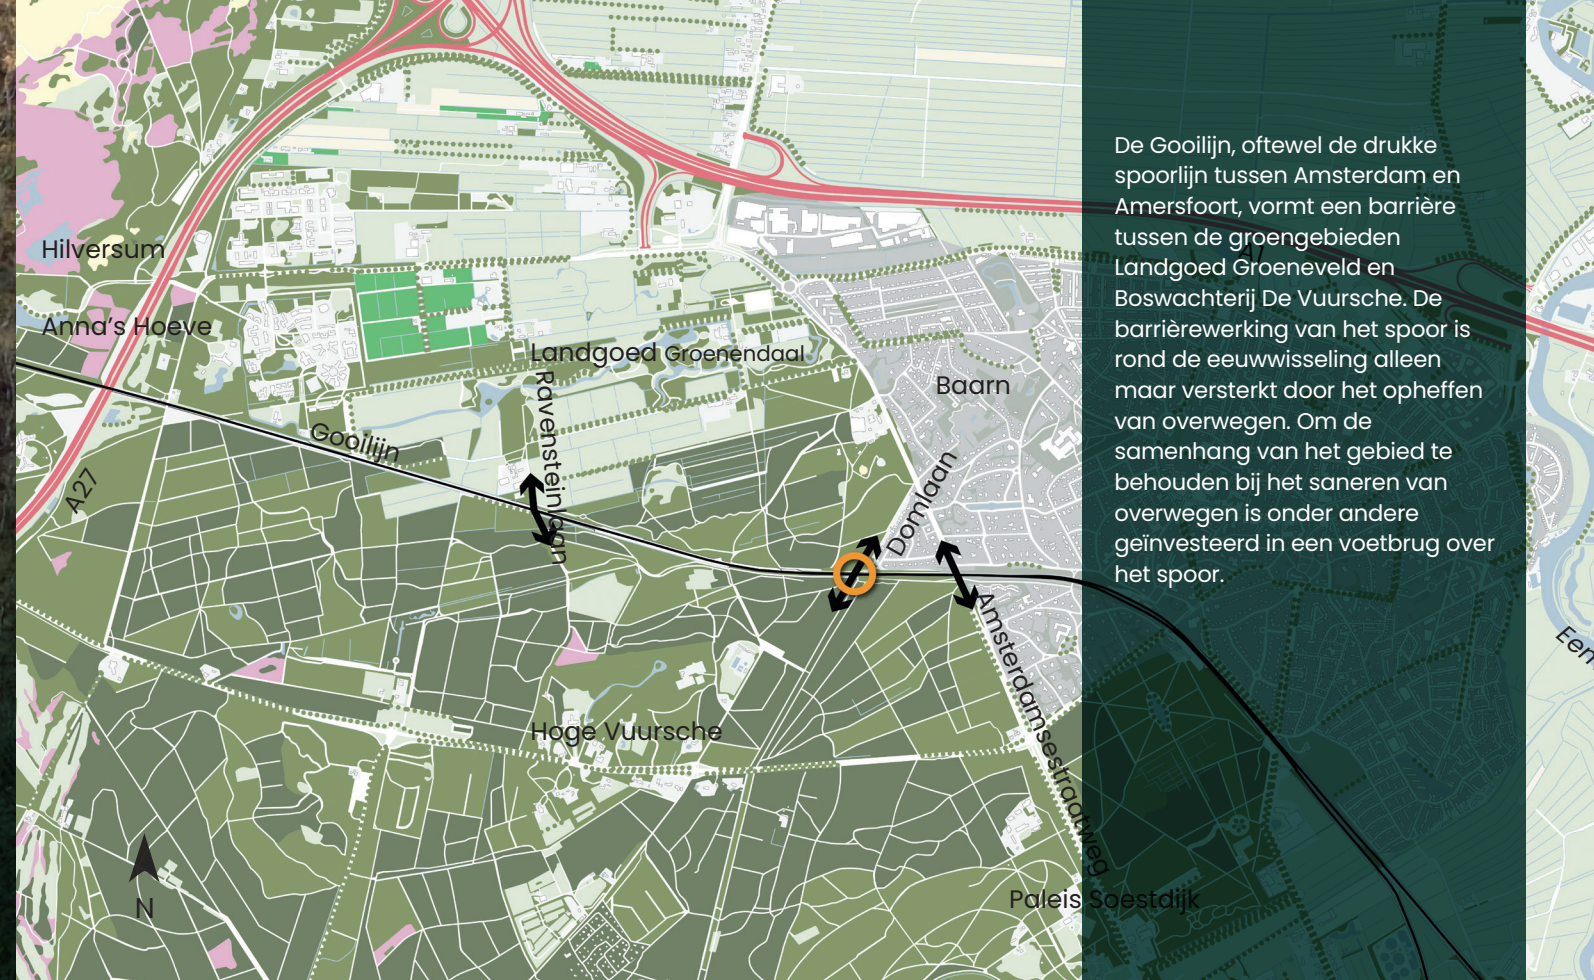 De Gooilijn, oftewel de drukke
spoorlijn tussen Amsterdam en
Amersfoort, vormt een barrière
tussen de groengebieden
Landgoed Groeneveld en
Boswachterij De Vuursche. De
barrièrewerking van het spoor is
rond de eeuwwisseling alleen
maar versterkt door het opheffen
van overwegen. Om de
samenhang van het gebied te
behouden bij het saneren van
overwegen is onder andere
geïnvesteerd in een voetbrug over
het spoor.
Hilversum
Anna's Hoeve
A1
Landgoed Groenendaal
Ravensteinlaan
Baarn
Gooilijn
A27
Domlaan
Amsterdamsestraatweg
Hoge Vuursche
Paleis Soestdijk
N